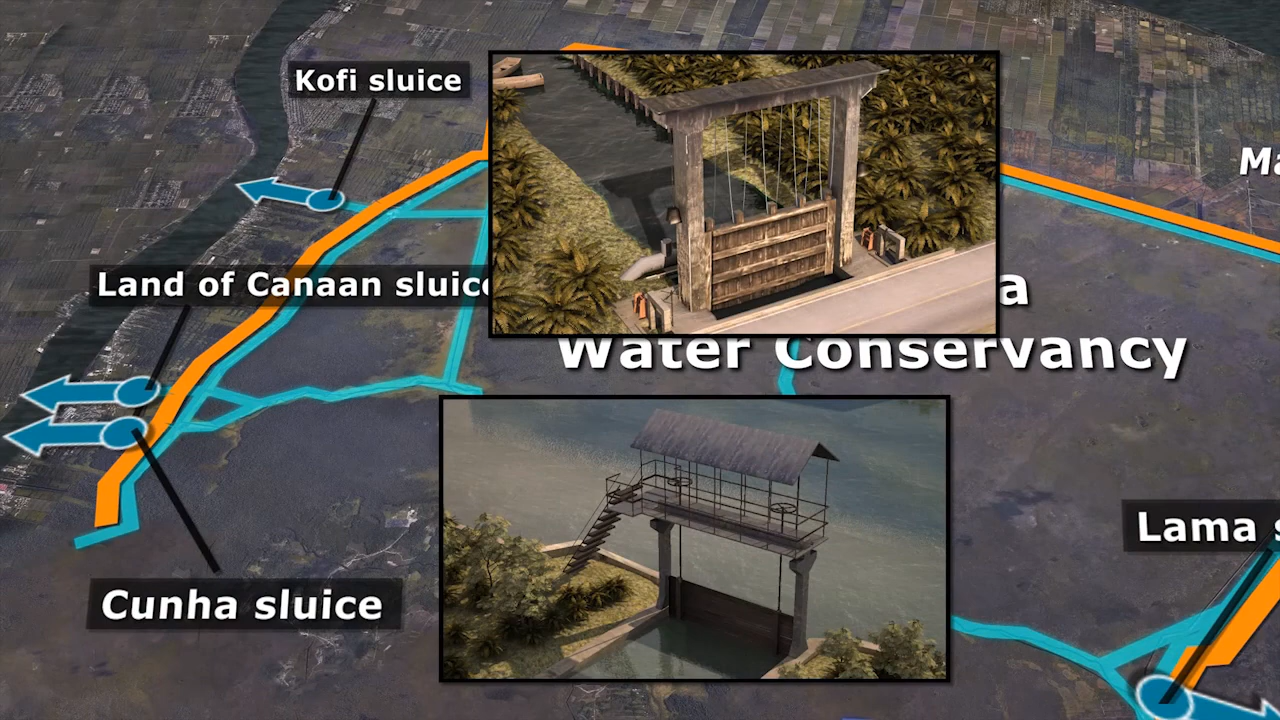 Kofi sluice
Land of Canaan sluice
Water Conservancy
Cunha sluice
Lama